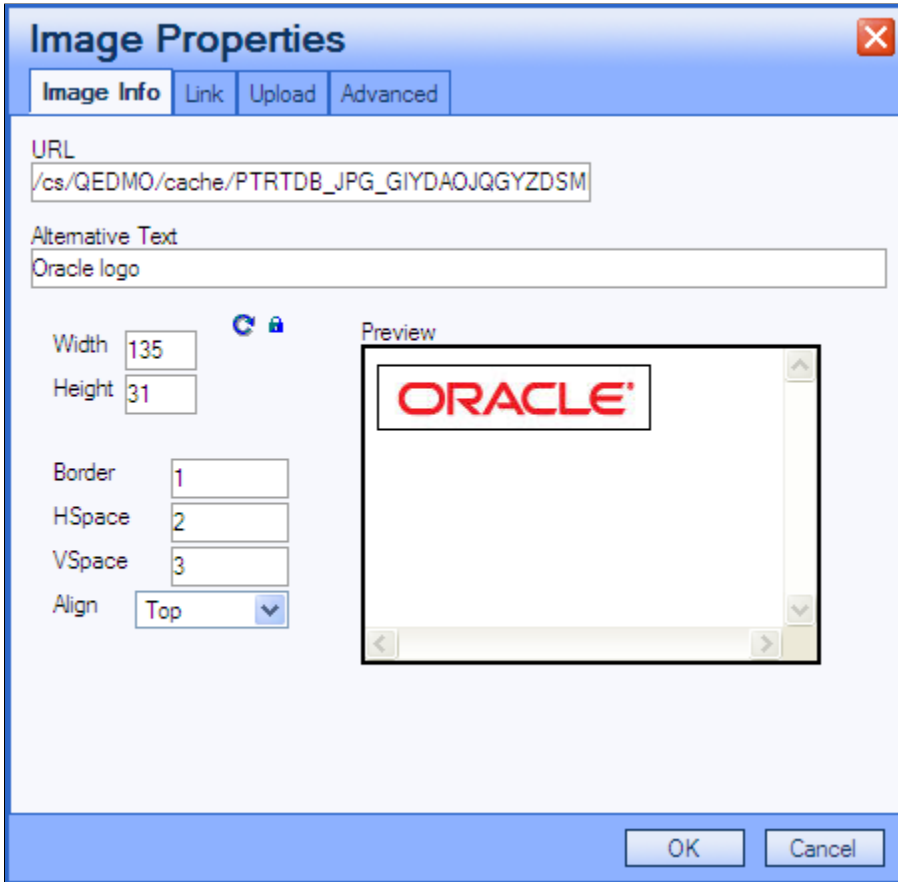 Image Properties
Image Info Link Upload Advanced
URL
/cs/QEDMO/cache/PTRTDB_JPG_GIYDAOJQGYZDSM
Alternative Text
Oracle logo
Width 135
Height 31
Preview
ORACLE
Border 1
HSpace 2
VSpace 3
Align Top
OK Cancel